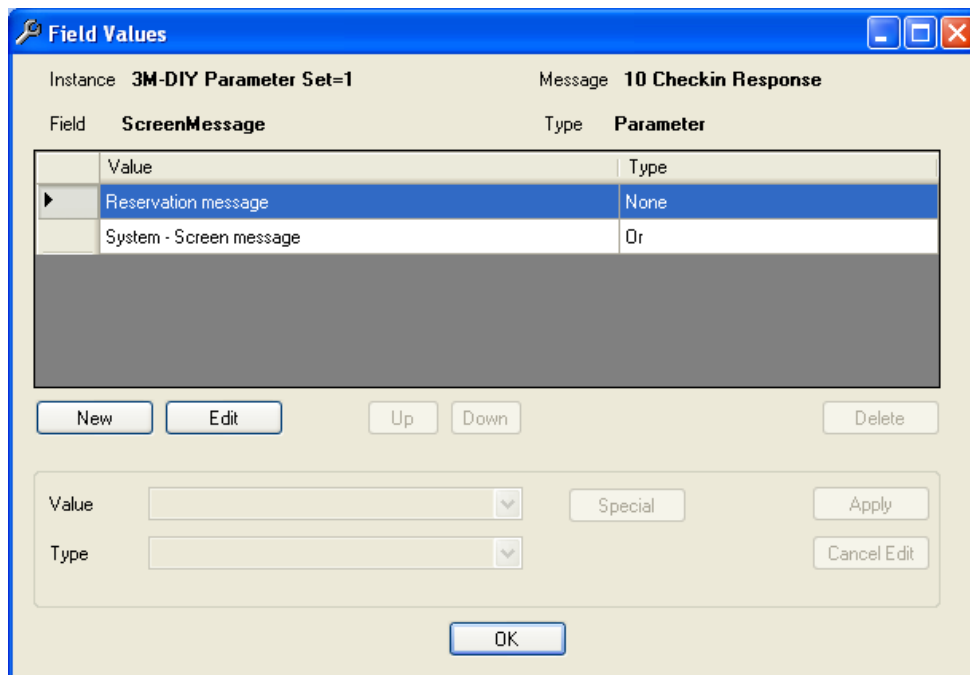 Field Values
Instance 3M-DIY Parameter Set=1 Message 10 Checkin Response
Field ScreenMessage Type Parameter
Value Type
Reservation message None
System - Screen message Or
New Edit Up Down Delete
Value Special Apply
Type Cancel Edit
OK